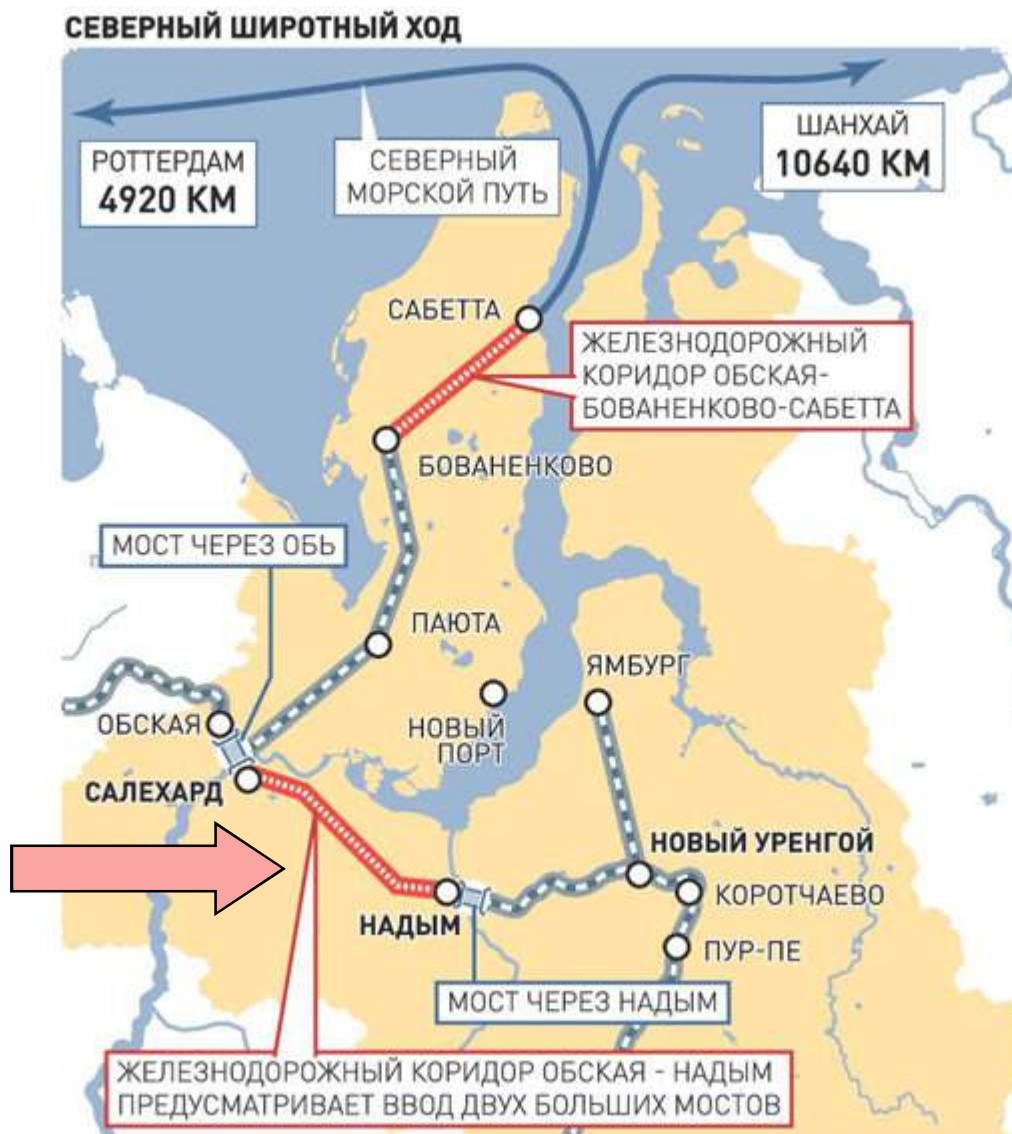 СЕВЕРНЫЙ ШИРОТНЫЙ ХОД
РОТТЕРДАМ
4920 КМ
СЕВЕРНЫЙ
МОРСКОЙ ПУТЬ
ШАНХАЙ
10640 КМ
САБЕТТА
ЖЕЛЕЗНОДОРОЖНЫЙ
КОРИДОР ОБСКАЯ-
БОВАНЕНКОВО-САБЕТТА
БОВАНЕНКОВО
МОСТ ЧЕРЕЗ ОБЬ
ПАЮТА
ЯМБУРГ
ОБСКАЯ
НОВЫЙ
ПОРТ
САЛЕХАРД
НОВЫЙ УРЕНГОЙ
КОРОТЧАЕВО
НАДЫМ
ПУР-ПЕ
МОСТ ЧЕРЕЗ НАДЫМ
ЖЕЛЕЗНОДОРОЖНЫЙ КОРИДОР ОБСКАЯ - НАДЫМ
ПРЕДУСМАТРИВАЕТ ВВОД ДВУХ БОЛЬШИХ МОСТОВ